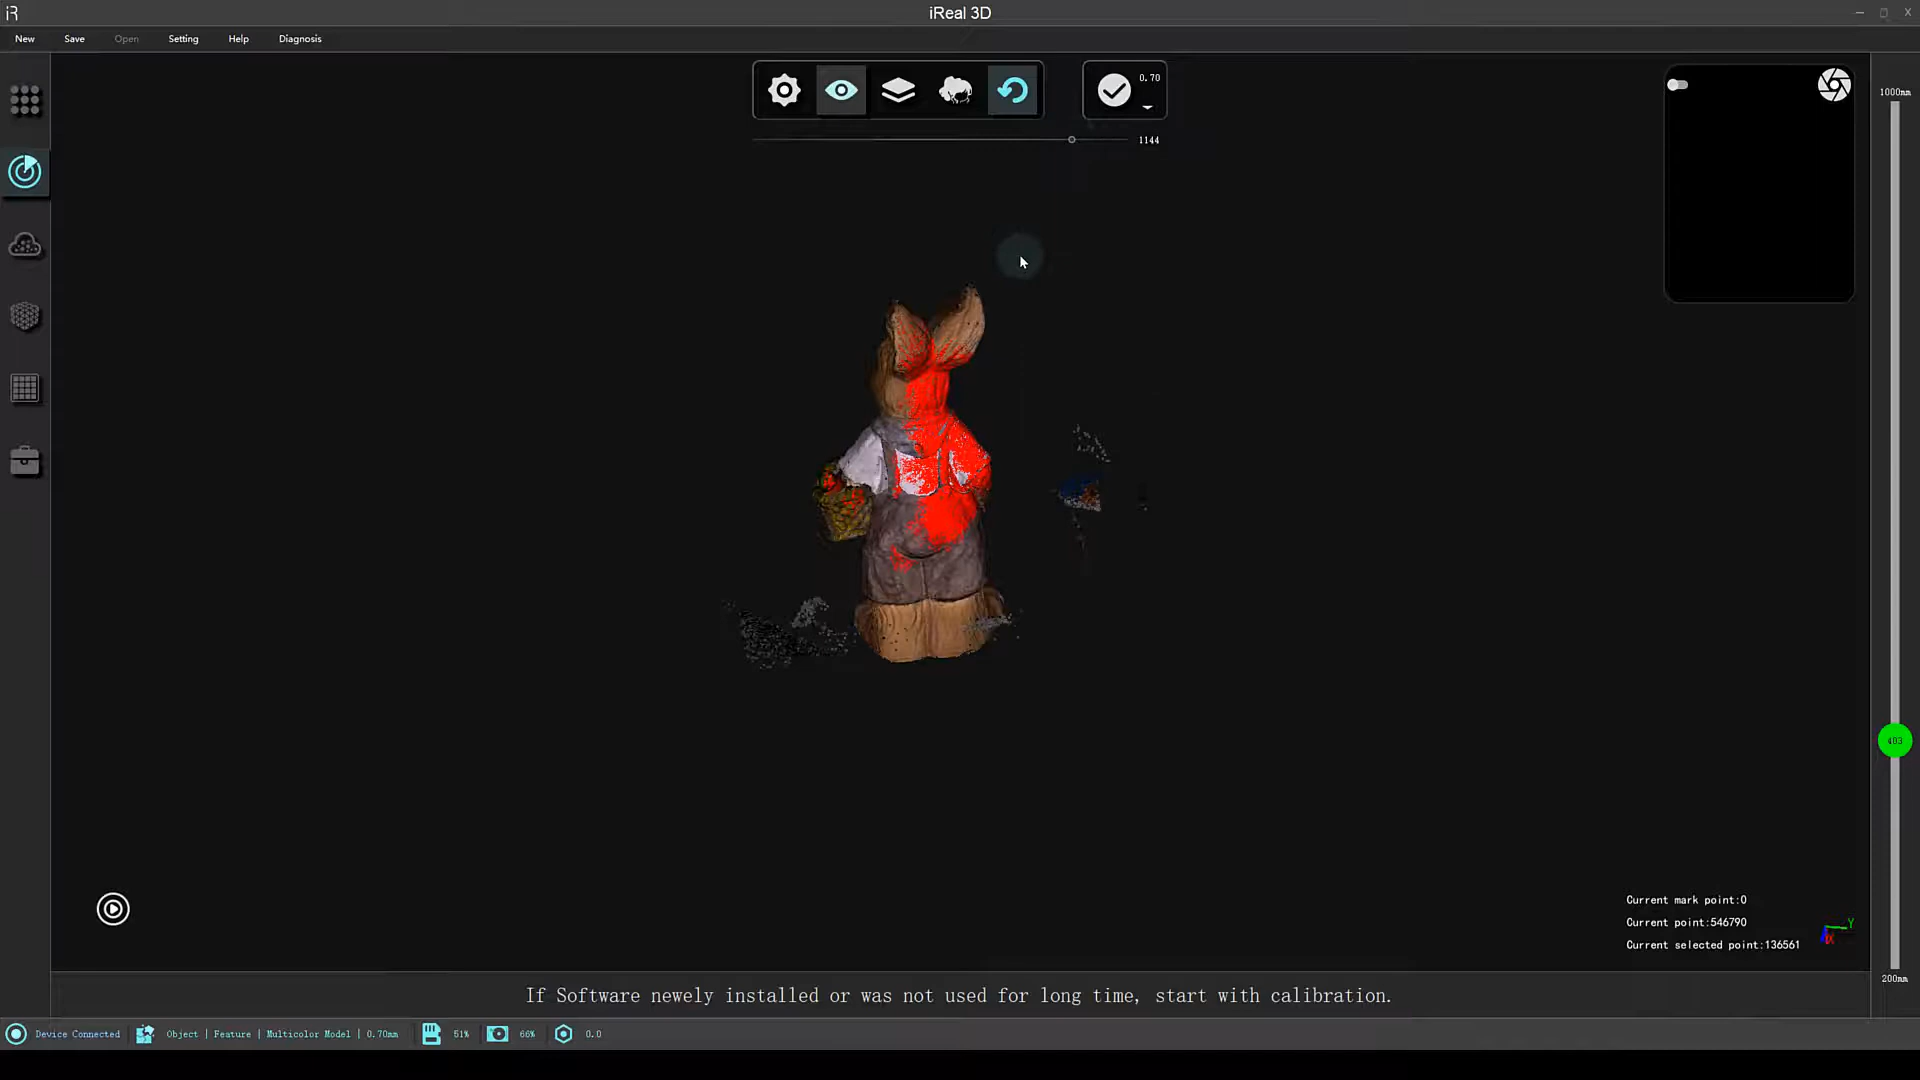 iR
iReal 3D
New Save Open Setting Help Diagnosis
0.70
1144
1000mm
403
Current mark point:0
Current point:546790
Current selected point:136561
Y
X
200mm
If Software newly installed or was not used for long time, start with calibration.
Device Connected Object | Feature | Multicolor Model | 0.70mm 51% 66% 0.0